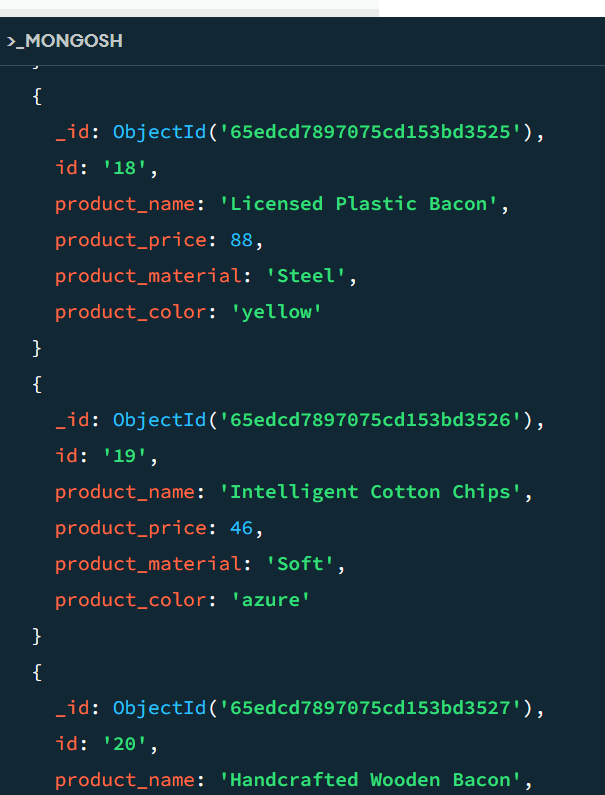 >_MONGOSH
}
{
_id: ObjectId('65edcd7897075cd153bd3525'),
id: '18',
product_name: 'Licensed Plastic Bacon',
product_price: 88,
product_material: 'Steel',
product_color: 'yellow'
}
{
_id: ObjectId('65edcd7897075cd153bd3526'),
id: '19',
product_name: 'Intelligent Cotton Chips',
product_price: 46,
product_material: 'Soft',
product_color: 'azure'
}
{
_id: ObjectId('65edcd7897075cd153bd3527'),
id: '20',
product_name: 'Handcrafted Wooden Bacon',